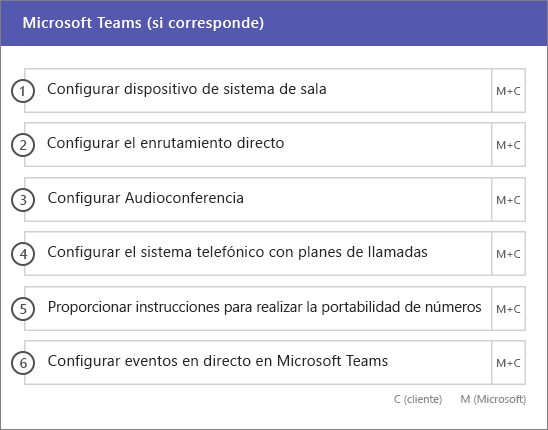 Microsoft Teams (si corresponde)
1 Configurar dispositivo de sistema de sala M+C
2 Configurar el enrutamiento directo M+C
3 Configurar Audioconferencia M+C
4 Configurar el sistema telefónico con planes de llamadas M+C
5 Proporcionar instrucciones para realizar la portabilidad de números M+C
6 Configurar eventos en directo en Microsoft Teams M+C
C (cliente) M (Microsoft)